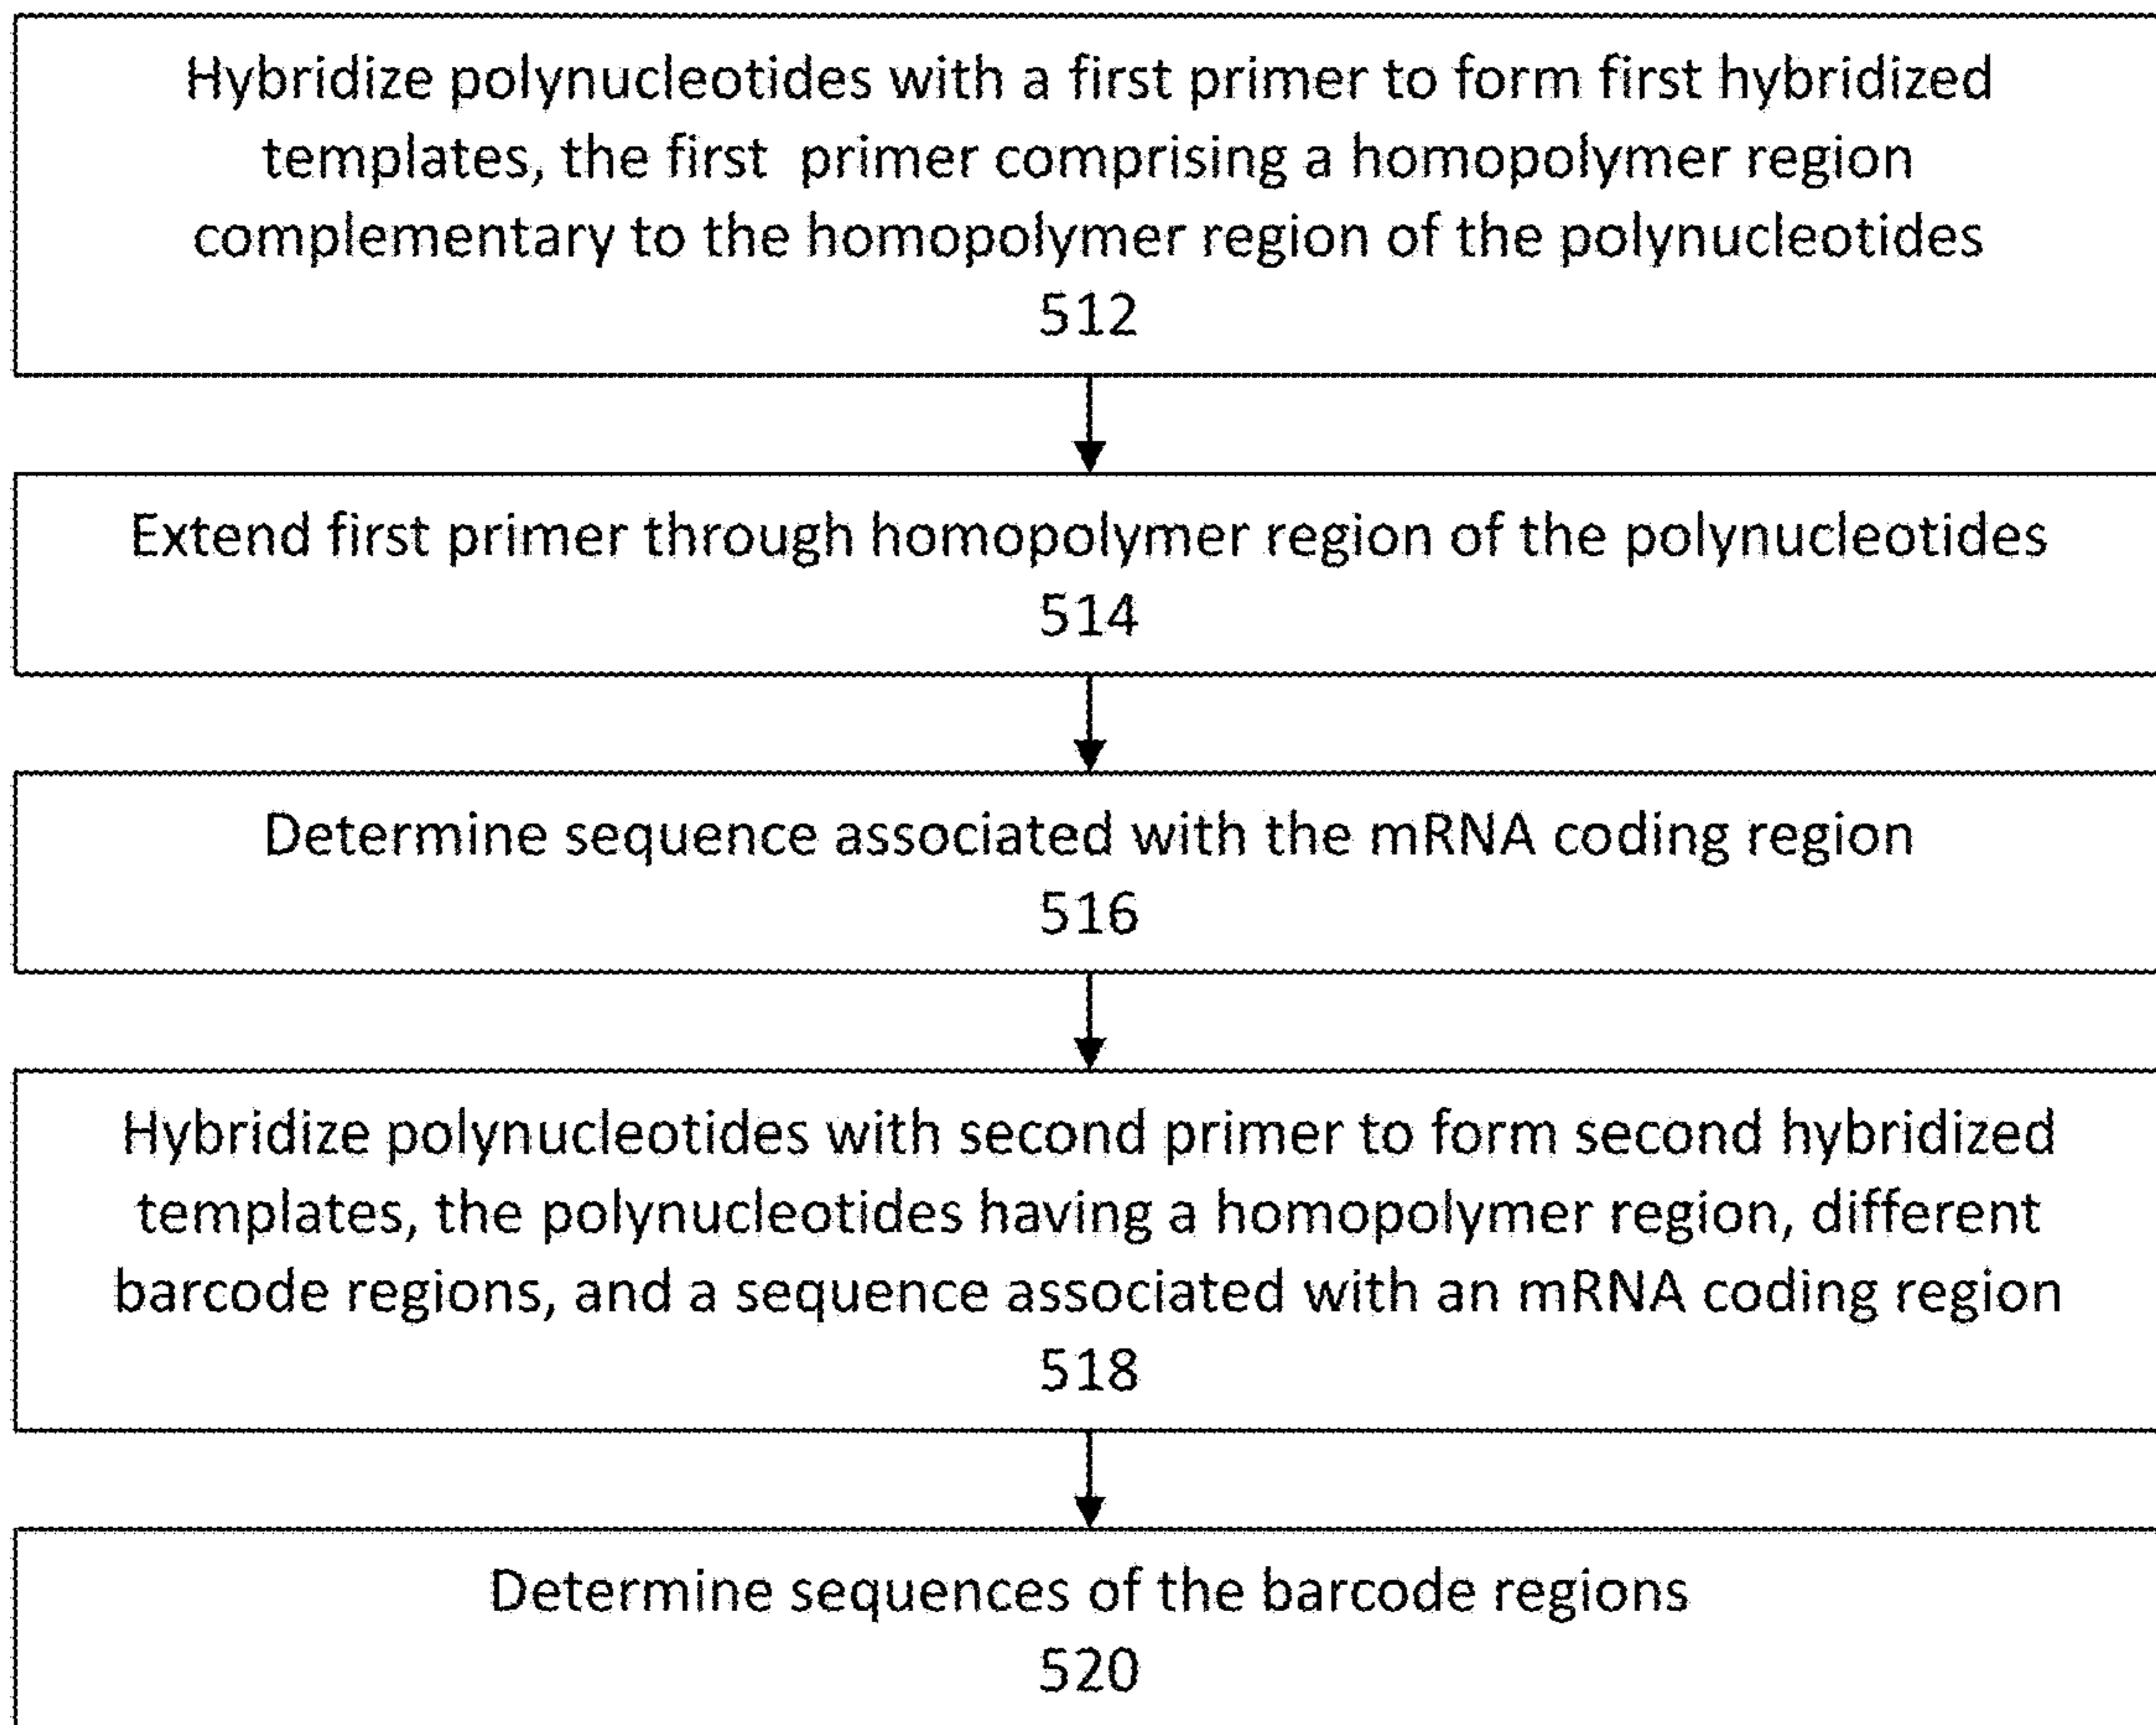 Hybridize polynucleotides with a first primer to form first hybridized
templates, the first primer comprising a homopolymer region
complementary to the homopolymer region of the polynucleotides
512
Extend first primer through homopolymer region of the polynucleotides
514
Determine sequence associated with the mRNA coding region
516
Hybridize polynucleotides with second primer to form second hybridized
templates, the polynucleotides having a homopolymer region, different
barcode regions, and a sequence associated with an mRNA coding region
518
Determine sequences of the barcode regions
520